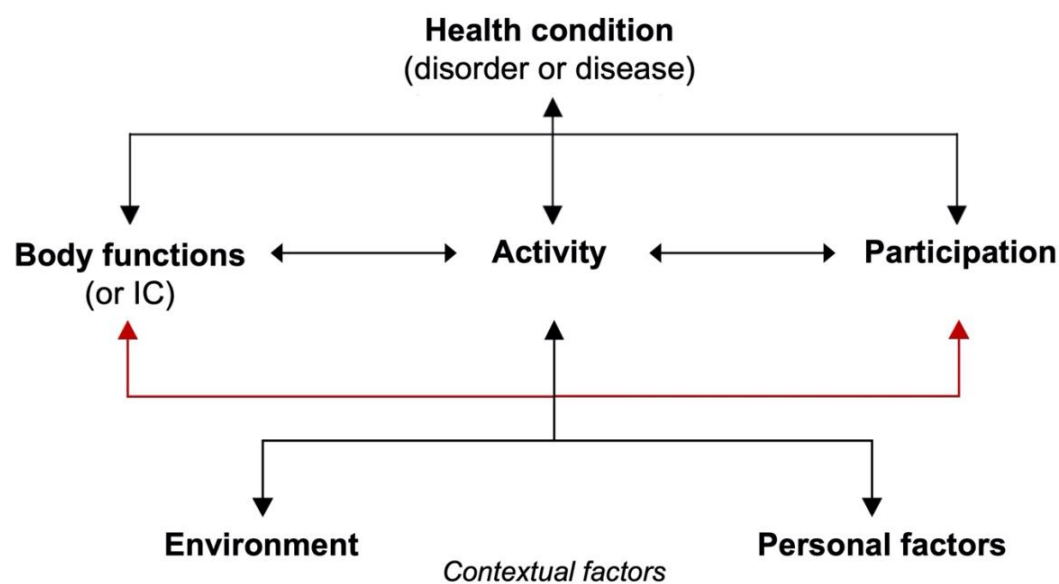 Health condition
(disorder or disease)
Body functions
(or IC)
Activity
Participation
Environment
Personal factors
Contextual factors